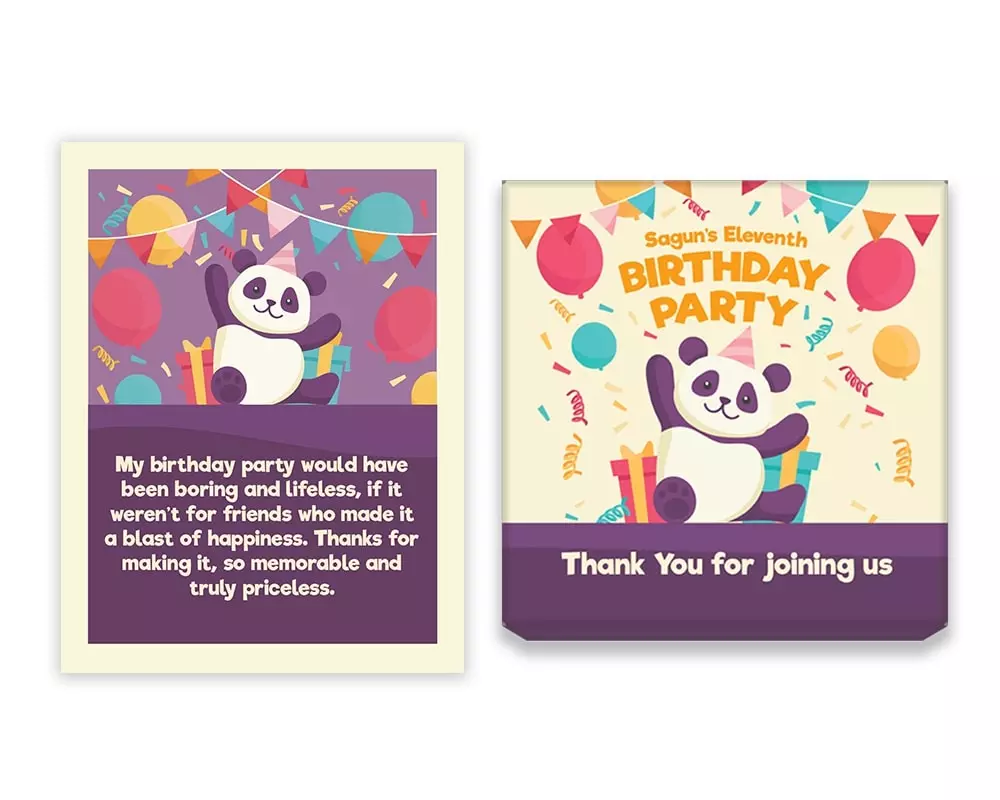 My birthday party would have
been boring and lifeless, if it
weren't for friends who made it
a blast of happiness. Thanks for
making it, so memorable and
truly priceless.
Sagun's Eleventh
BIRTHDAY
PARTY
Thank You for joining us